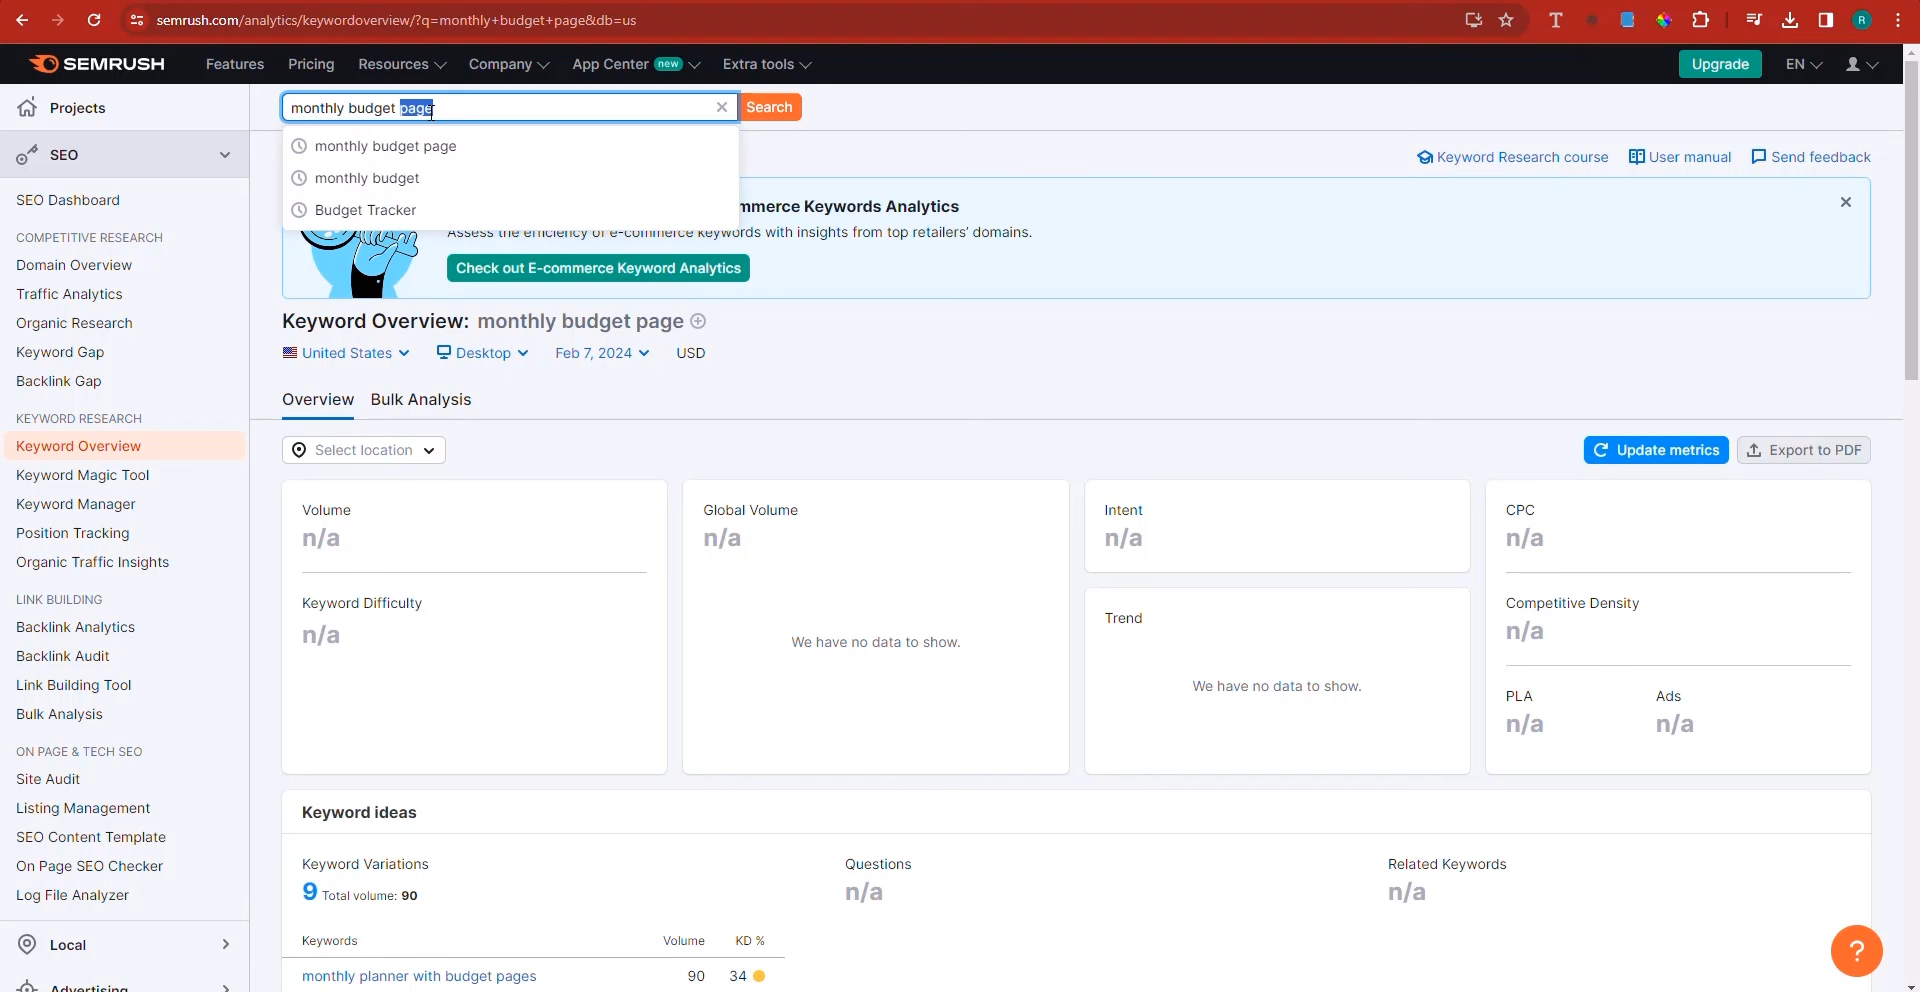 semrush.com/analytics/keywordoverview/?q=monthly+budget+page&db=us
T
R
SEMRUSH
Features
Pricing
Resources
Company
App Center new
Extra tools
Upgrade
EN
Projects
monthly budget page
Search
SEO
monthly budget page
monthly budget
Budget Tracker
Keyword Research course
User manual
Send feedback
mmerce Keywords Analytics
Assess the efficiency of e-commerce keywords with insights from top retailers' domains.
Check out E-commerce Keyword Analytics
SEO Dashboard
COMPETITIVE RESEARCH
Domain Overview
Traffic Analytics
Organic Research
Keyword Gap
Backlink Gap
KEYWORD RESEARCH
Keyword Overview
Keyword Magic Tool
Keyword Manager
Position Tracking
Organic Traffic Insights
LINK BUILDING
Backlink Analytics
Backlink Audit
Link Building Tool
Bulk Analysis
ON PAGE & TECH SEO
Site Audit
Listing Management
SEO Content Template
On Page SEO Checker
Log File Analyzer
Local
Advertising
Keyword Overview: monthly budget page
United States
Desktop
Feb 7, 2024
USD
Overview
Bulk Analysis
Select location
Update metrics
Export to PDF
Volume
n/a
Keyword Difficulty
n/a
Global Volume
n/a
We have no data to show.
Intent
n/a
Trend
We have no data to show.
CPC
n/a
Competitive Density
n/a
PLA
n/a
Ads
n/a
Keyword ideas
Keyword Variations
9 Total volume: 90
Questions
n/a
Related Keywords
n/a
Keywords Volume KD %
monthly planner with budget pages 90 34
?